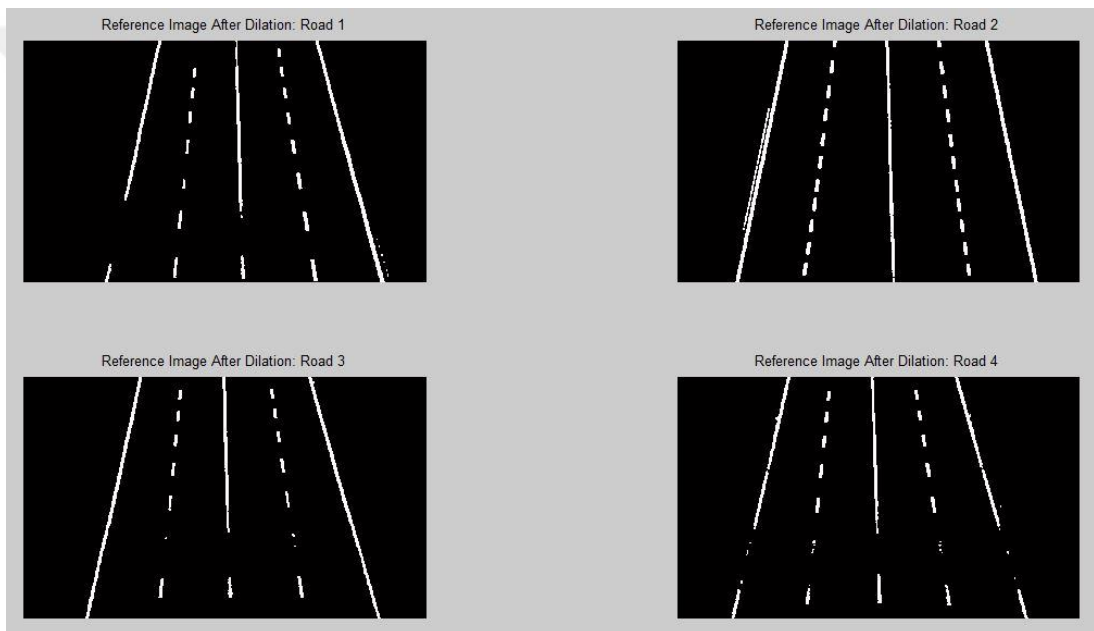 Reference Image After Dilation: Road 1
Reference Image After Dilation: Road 2
Reference Image After Dilation: Road 3
Reference Image After Dilation: Road 4